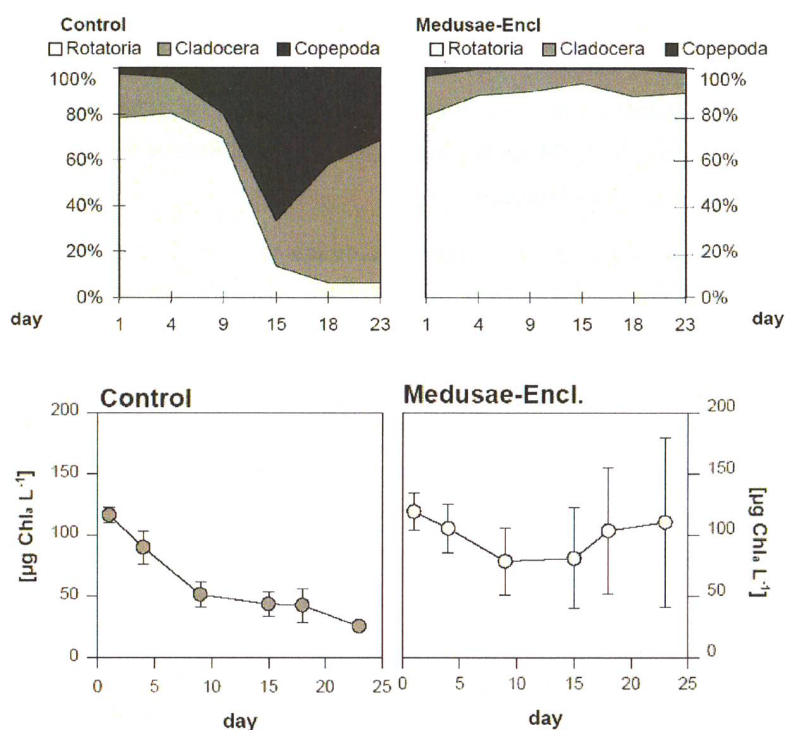 Control
Rotatoria Cladocera Copepoda
100%
80%
60%
40%
20%
0%
day
1 4 9 15 18 23
Medusae-Encl
Rotatoria Cladocera Copepoda
100%
80%
60%
40%
20%
0%
1 4 9 15 18 23
day
Control
[µg Chlₐ L⁻¹]
200
150
100
50
0
0 5 10 15 20 25
day
Medusae-Encl.
200
150
100
50
0
[µg Chlₐ L⁻¹]
0 5 10 15 20 25
day